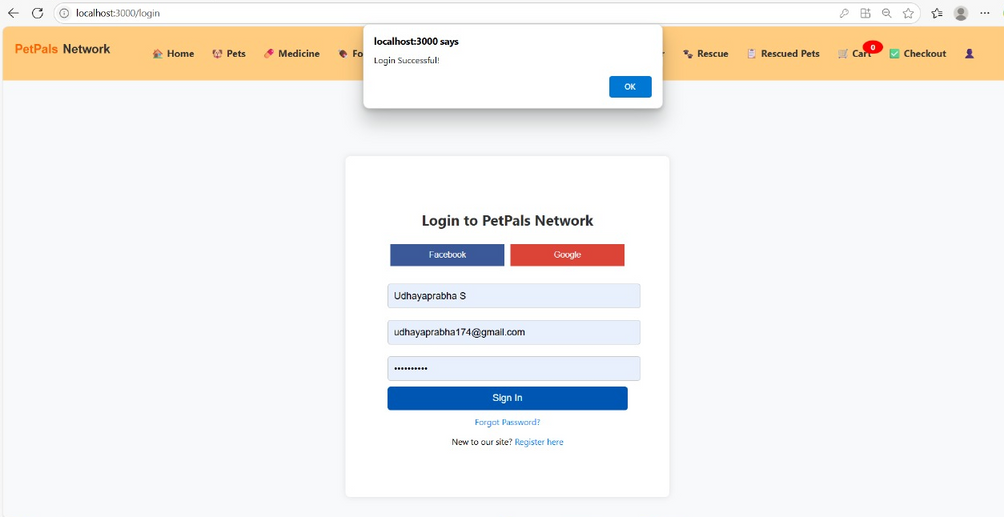 localhost:3000/login
localhost:3000 says
Login Successful!
OK
PetPals Network
Home Pets Medicine Rescue Rescued Pets Cart 0 Checkout
Login to PetPals Network
Facebook Google
Udhayaprabha S
udhayaprabha174@gmail.com
••••••••••
Sign In
Forgot Password?
New to our site? Register here